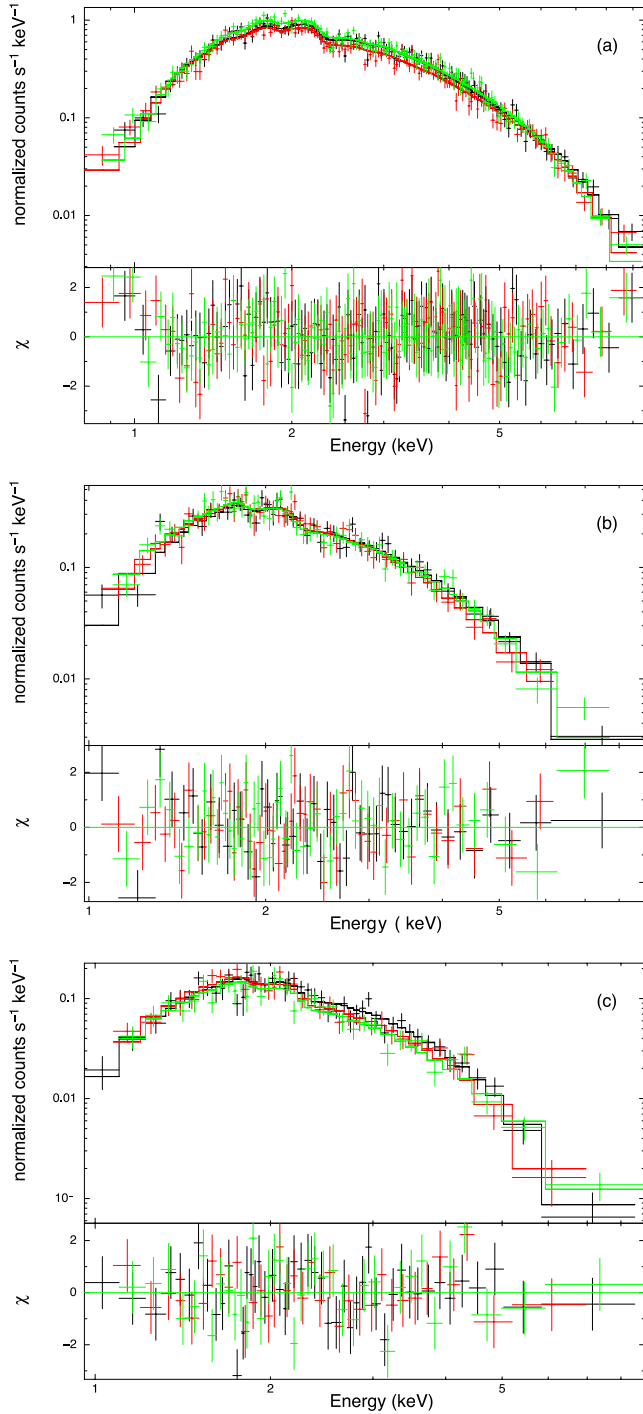 1
(a)
normalized counts s⁻¹ keV⁻¹
0.1
0.01
2
χ
0
−2
1
2
5
Energy (keV)
(b)
normalized counts s⁻¹ keV⁻¹
0.1
0.01
2
χ
0
−2
1
2
5
Energy ( keV)
(c)
normalized counts s⁻¹ keV⁻¹
0.1
0.01
10⁻
2
χ
0
−2
1
2
5
Energy (keV)